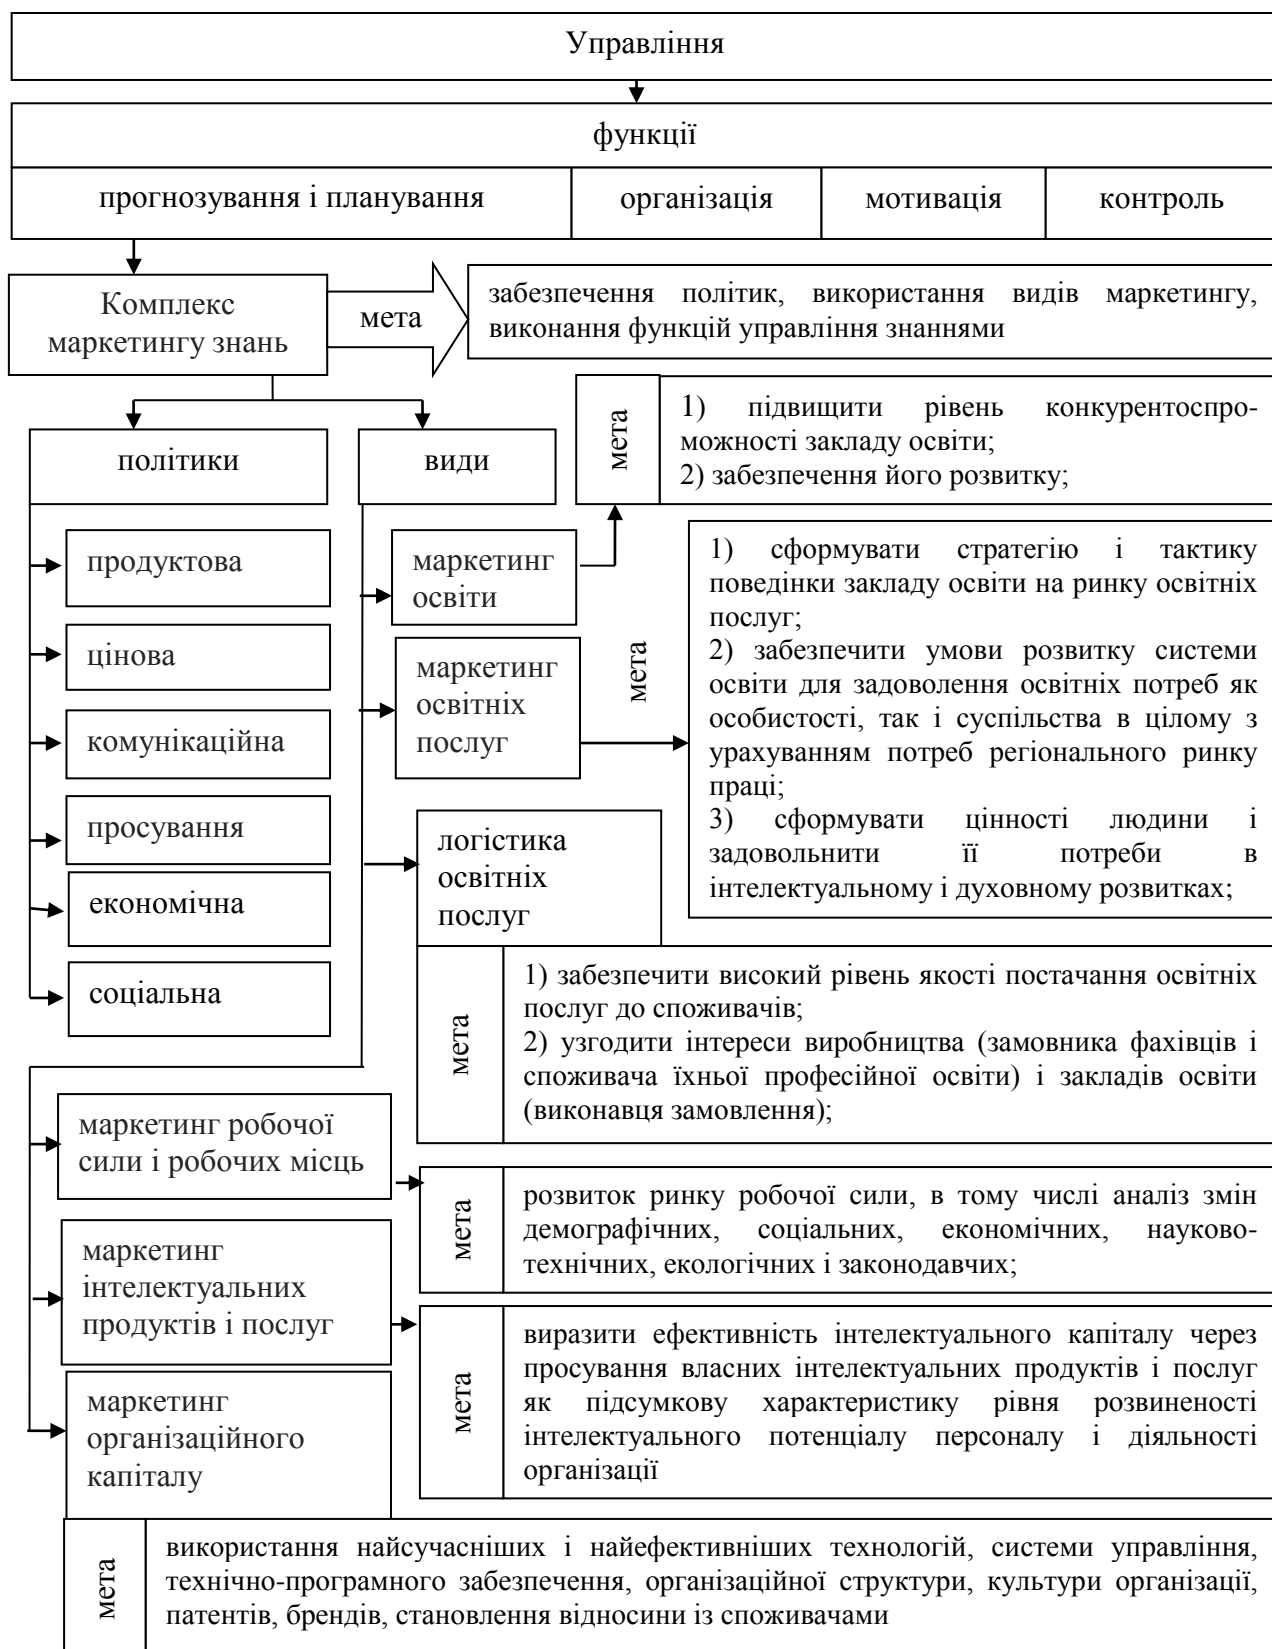 Управління
функції
прогнозування і планування
організація
мотивація
контроль
Комплекс
маркетингу знань
мета
забезпечення політик, використання видів маркетингу,
виконання функцій управління знаннями
політики
види
мета
1) підвищити рівень конкурентоспро-
можності закладу освіти;
2) забезпечення його розвитку;
продуктова
цінова
комунікаційна
просування
економічна
соціальна
маркетинг
освіти
маркетинг
освітніх
послуг
мета
1) сформувати стратегію і тактику
поведінки закладу освіти на ринку освітніх
послуг;
2) забезпечити умови розвитку системи
освіти для задоволення освітніх потреб як
особистості, так і суспільства в цілому з
урахуванням потреб регіонального ринку
праці;
3) сформувати цінності людини і
задовольнити її потреби в
інтелектуальному і духовному розвитках;
логістика
освітніх
послуг
мета
1) забезпечити високий рівень якості постачання освітніх
послуг до споживачів;
2) узгодити інтереси виробництва (замовника фахівців і
споживача їхньої професійної освіти) і закладів освіти
(виконавця замовлення);
маркетинг робочої
сили і робочих місць
мета
розвиток ринку робочої сили, в тому числі аналіз змін
демографічних, соціальних, економічних, науково-
технічних, екологічних і законодавчих;
маркетинг
інтелектуальних
продуктів і послуг
мета
виразити ефективність інтелектуального капіталу через
просування власних інтелектуальних продуктів і послуг
як підсумкову характеристику рівня розвиненості
інтелектуального потенціалу персоналу і діяльності
організації
маркетинг
організаційного
капіталу
мета
використання найсучасніших і найефективніших технологій, системи управління,
технічно-програмного забезпечення, організаційної структури, культури організації,
патентів, брендів, становлення відносини із споживачами